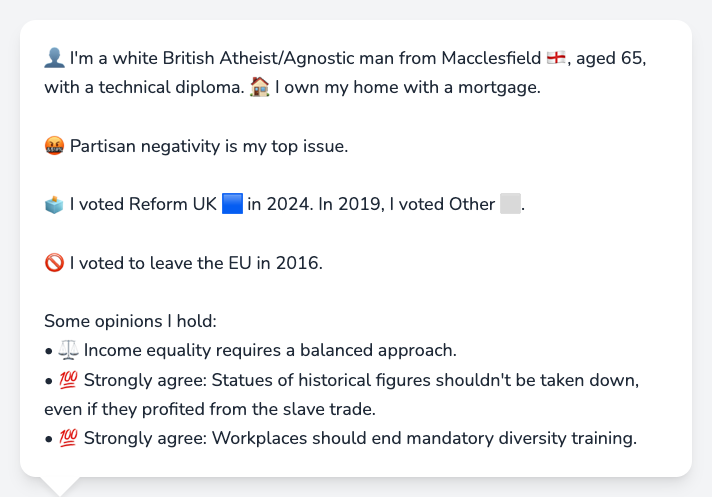 👤 I'm a white British Atheist/Agnostic man from Macclesfield 🏴󠁧󠁢󠁥󠁮󠁧󠁿, aged 65,
with a technical diploma. 🏠 I own my home with a mortgage.
🤬 Partisan negativity is my top issue.
🗳️ I voted Reform UK 🟦 in 2024. In 2019, I voted Other ⬜.
🚫 I voted to leave the EU in 2016.
Some opinions I hold:
• ⚖️ Income equality requires a balanced approach.
• 💯 Strongly agree: Statues of historical figures shouldn't be taken down,
even if they profited from the slave trade.
• 💯 Strongly agree: Workplaces should end mandatory diversity training.